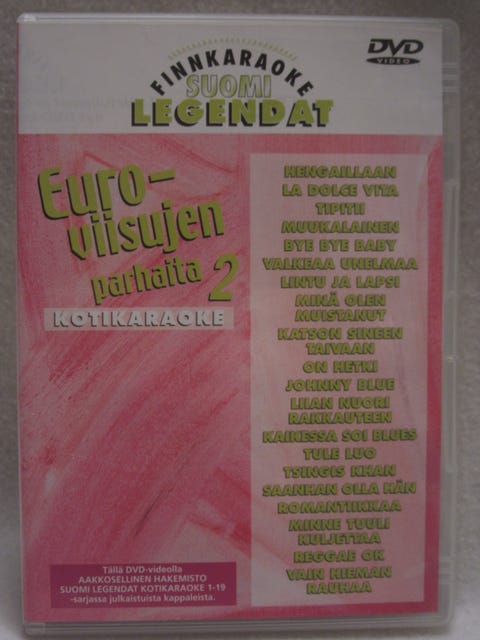 FINNKARAOKE
SUOMI
LEGENDAT
DVD
VIDEO
Euro-
viisujen
parhaita 2
KOTIKARAOKE
HENGAILLAAN
LA DOLCE VITA
TIPITII
MUUKALAINEN
BYE BYE BABY
VALKEAA UNELMAA
LINTU JA LAPSI
MINÄ OLEN
MUISTANUT
KATSON SINEEN
TAIVAAN
ON HETKI
JOHNNY BLUE
LIIAN NUORI
RAKKAUTEEN
KAIKESSA SOI BLUES
TULE LUO
TSINGIS KHAN
SAANHAN OLLA HÄN
ROMANTIIKKAA
MINNE TUULI
KULJETTAA
REGGAE OK
VAIN HIEMAN
RAUHAA
Tällä DVD-videolla
AAKKOSELLINEN HAKEMISTO
SUOMI LEGENDAT KOTIKARAOKE 1-19
-sarjassa julkaistuista kappaleista.